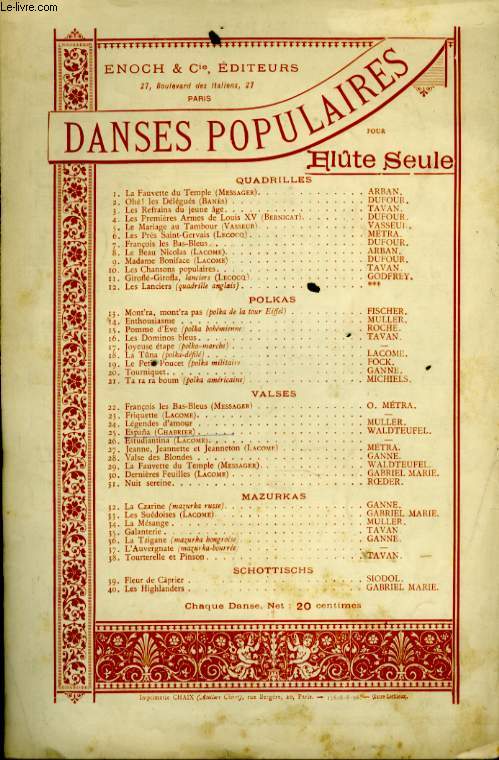 Le-livre.com
ENOCH & Cie, ÉDITEURS
27, Boulevard des Italiens, 27
PARIS
DANSES POPULAIRES
POUR
Flûte Seule
QUADRILLES
1. La Fauvette du Temple (MESSAGER). ARBAN.
2. Ohé! les Délégués (BANÈS) DUFOUR.
3. Les Refrains du jeune âge. TAVAN.
4. Les Premières Armes de Louis XV (BERNICAT). DUFOUR.
5. Le Mariage au Tambour (VASSEUR) VASSEUR.
6. Les Prés Saint-Gervais (LECOCQ) MÉTRA.
7. François les Bas-Bleus. DUFOUR.
8. Le Beau Nicolas (LACOME) ARBAN.
9. Madame Boniface (LACOME) DUFOUR.
10. Les Chansons populaires. TAVAN.
11. Giroflé-Girofla, lanciers (LECOCQ) GODFREY.
12. Les Lanciers (quadrille anglais) ***
POLKAS
13. Mont'ra, mont'ra pas (polka de la tour Eiffel) FISCHER.
14. Enthousiasme MULLER.
15. Pomme d'Ève (polka bohémienne ROCHE.
16. Les Dominos bleus. TAVAN.
17. Joyeuse étape (polka-marche) —
18. La Tûna (polka-défilé) LACOME.
19. Le Petit Poucet (polka militaire FOCK.
20. Tourniquet. GANNE.
21. Ta ra ra boum (polka américaine) MICHIELS.
VALSES
22. François les Bas-Bleus (MESSAGER) O. MÉTRA.
23. Friquette (LACOME). —
24. Légendes d'amour MULLER.
25. España (CHABRIER) WALDTEUFEL.
26. Estudiantina (LACOME). —
27. Jeanne, Jeannette et Jeanneton (LACOME) MÉTRA.
28. Valse des Blondes GANNE.
29. La Fauvette du Temple (MESSAGER). WALDTEUFEL.
30. Dernières Feuilles (LACOME) GABRIEL MARIE.
31. Nuit sereine. RŒDER.
MAZURKAS
32. La Czarine (mazurka russe) GANNE.
33. Les Suédoises (LACOME) GABRIEL MARIE.
34. La Mésange MULLER.
35. Galanterie. TAVAN
36. La Tzigane (mazurka hongroise GANNE.
37. L'Auvergnate (mazurka-bourrée —
38. Tourterelle et Pinson. TAVAN.
SCHOTTISCHS
39. Fleur de Câprier SIODOL.
40. Les Highlanders GABRIEL MARIE.
Chaque Danse, Net : 20 centimes
Imprimerie CHAIX (Ateliers Chéret), rue Bergère, 20, Paris.